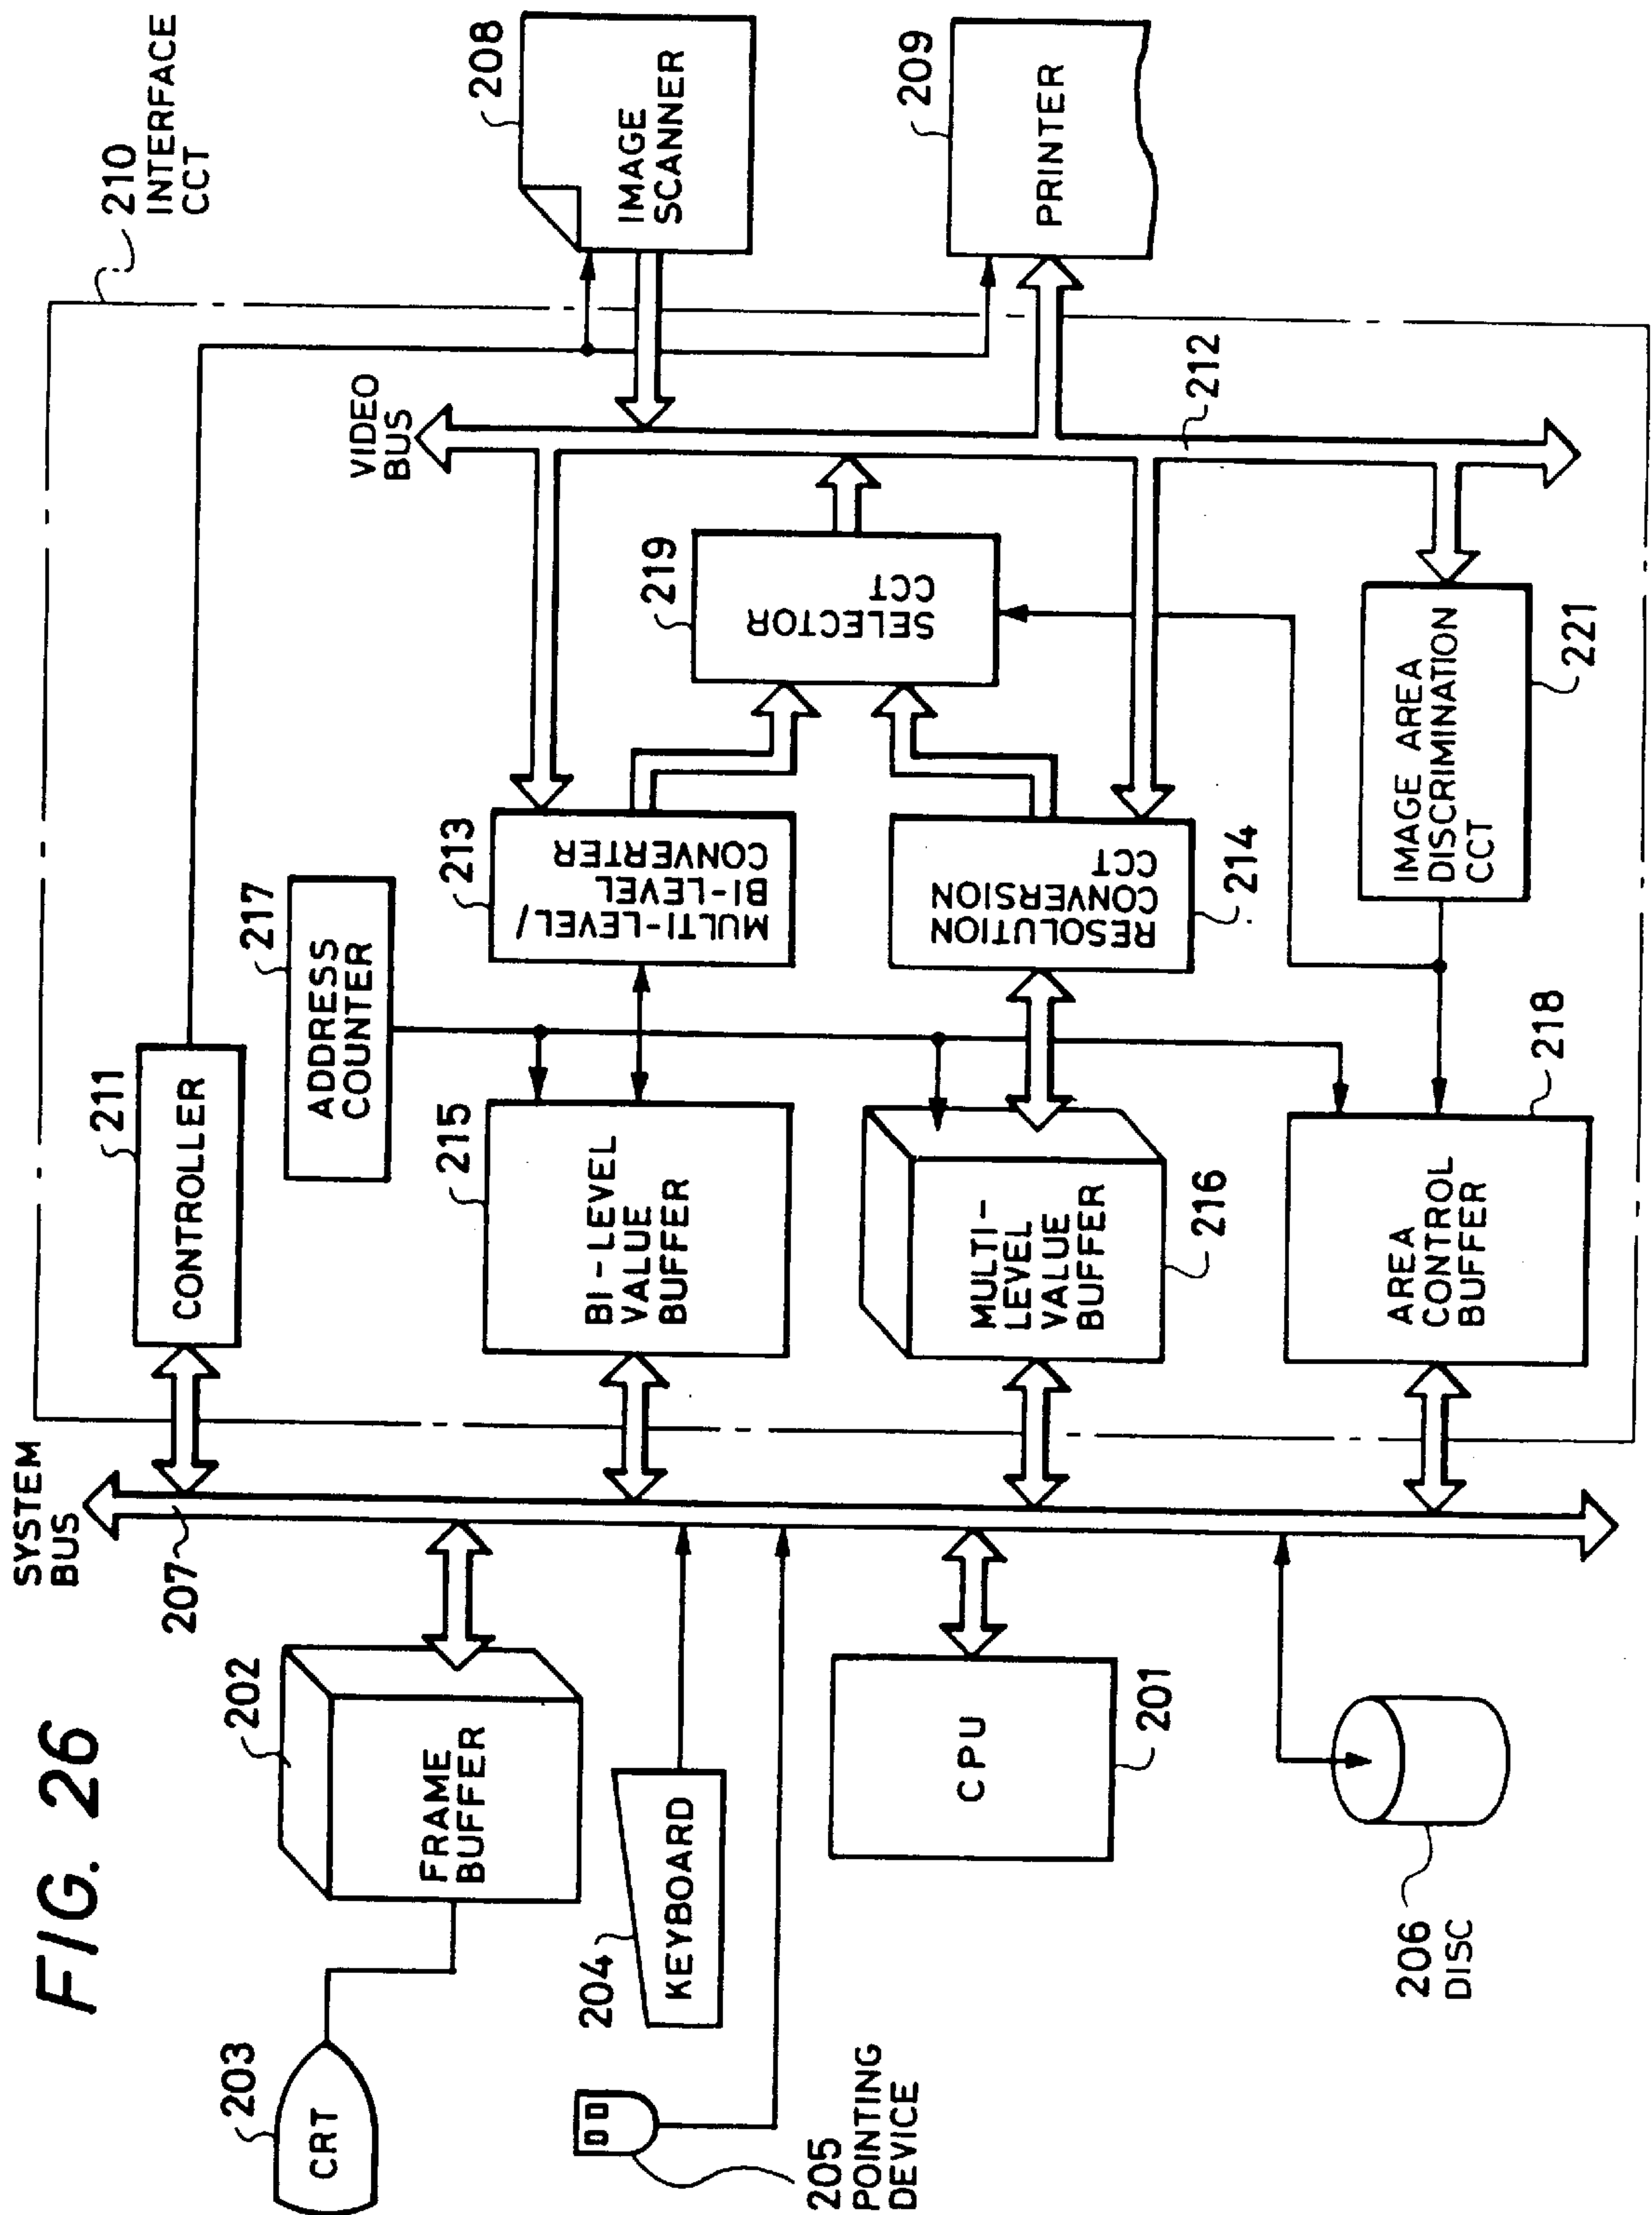 FIG. 26
203
CRT
202
FRAME
BUFFER
SYSTEM
BUS
207
204
KEYBOARD
205
POINTING
DEVICE
CPU
201
206
DISC
210
INTERFACE
CCT
211
CONTROLLER
217
ADDRESS
COUNTER
215
BI-LEVEL
VALUE
BUFFER
MULTI-
LEVEL
VALUE
BUFFER
216
AREA
CONTROL
BUFFER
218
213
MULTI-LEVEL/
BI-LEVEL
CONVERTER
RESOLUTION
CONVERSION
CCT
214
219
SELECTOR
CCT
VIDEO
BUS
212
IMAGE AREA
DISCRIMINATION
CCT
221
208
IMAGE
SCANNER
209
PRINTER